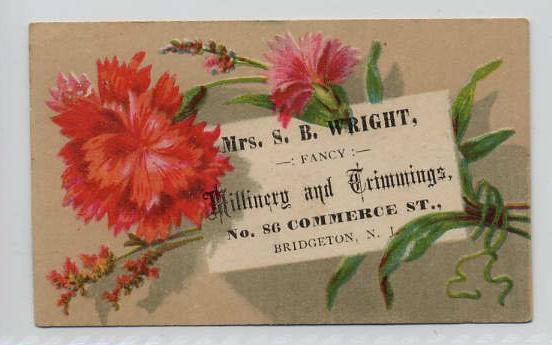 Mrs. S. B. WRIGHT,
—: FANCY :—
Millinery and Trimmings,
No. 86 COMMERCE ST.,
BRIDGETON, N. J.